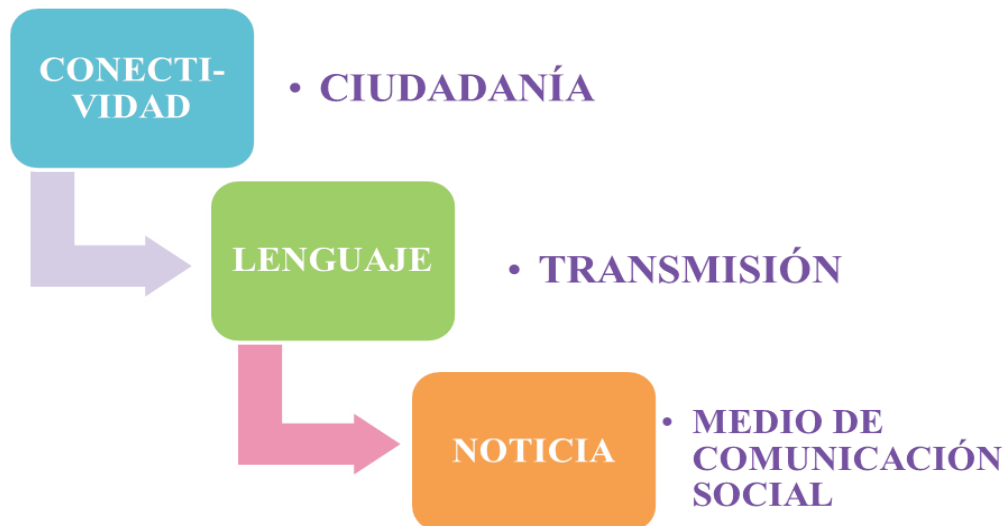 CONECTI-
VIDAD
• CIUDADANÍA
LENGUAJE
• TRANSMISIÓN
NOTICIA
• MEDIO DE
COMUNICACIÓN
SOCIAL